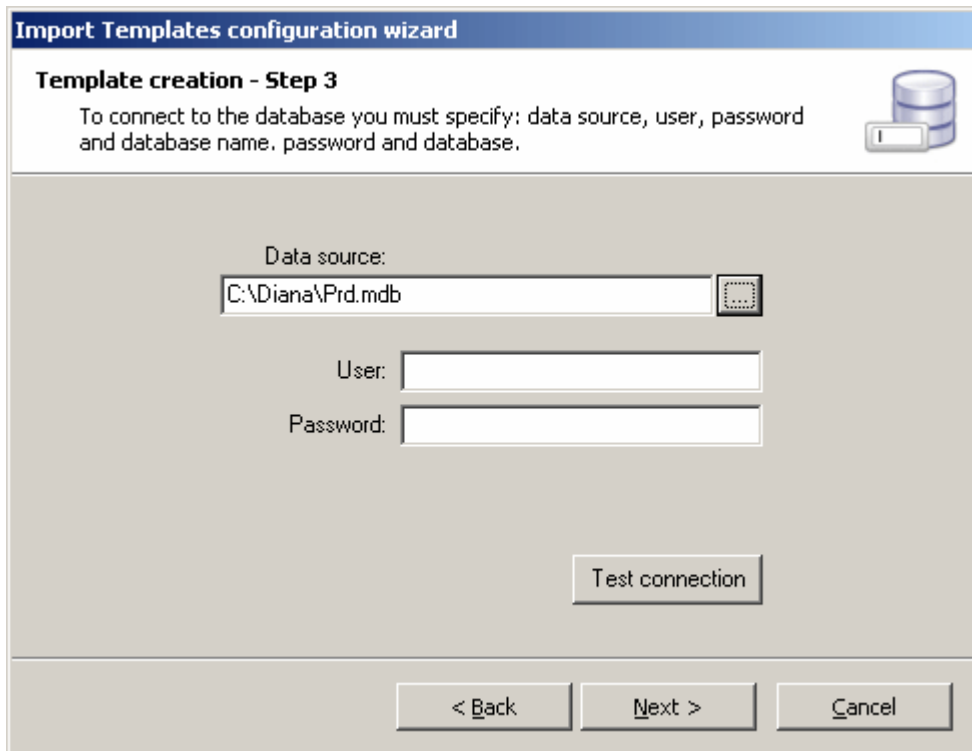 Import Templates configuration wizard
Template creation - Step 3
To connect to the database you must specify: data source, user, password
and database name. password and database.
Data source:
C:\Diana\Prd.mdb
...
User:
Password:
Test connection
< Back
Next >
Cancel